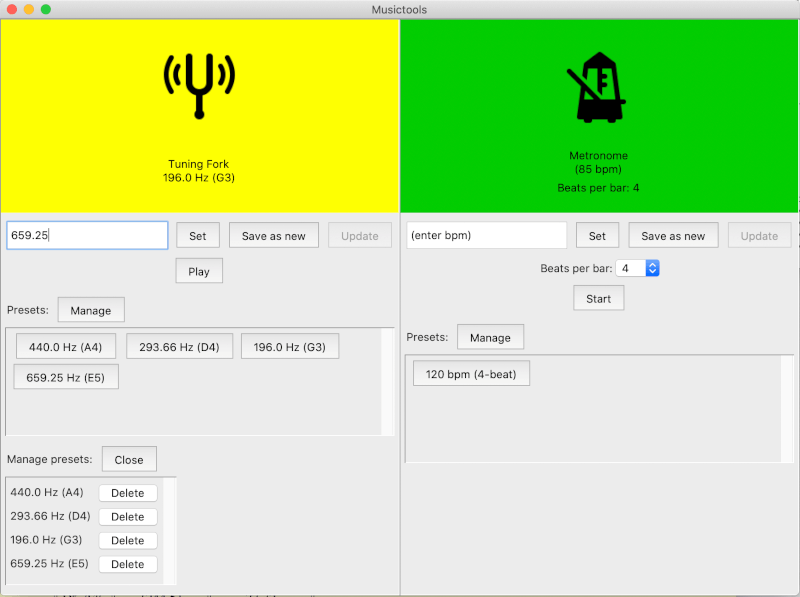 Musictools
Tuning Fork
196.0 Hz (G3)
659.25
Set
Save as new
Update
Play
Presets:
Manage
440.0 Hz (A4)
293.66 Hz (D4)
196.0 Hz (G3)
659.25 Hz (E5)
Manage presets:
Close
440.0 Hz (A4)
Delete
293.66 Hz (D4)
Delete
196.0 Hz (G3)
Delete
659.25 Hz (E5)
Delete
Metronome
(85 bpm)
Beats per bar: 4
(enter bpm)
Set
Save as new
Update
Beats per bar:
4
Start
Presets:
Manage
120 bpm (4-beat)